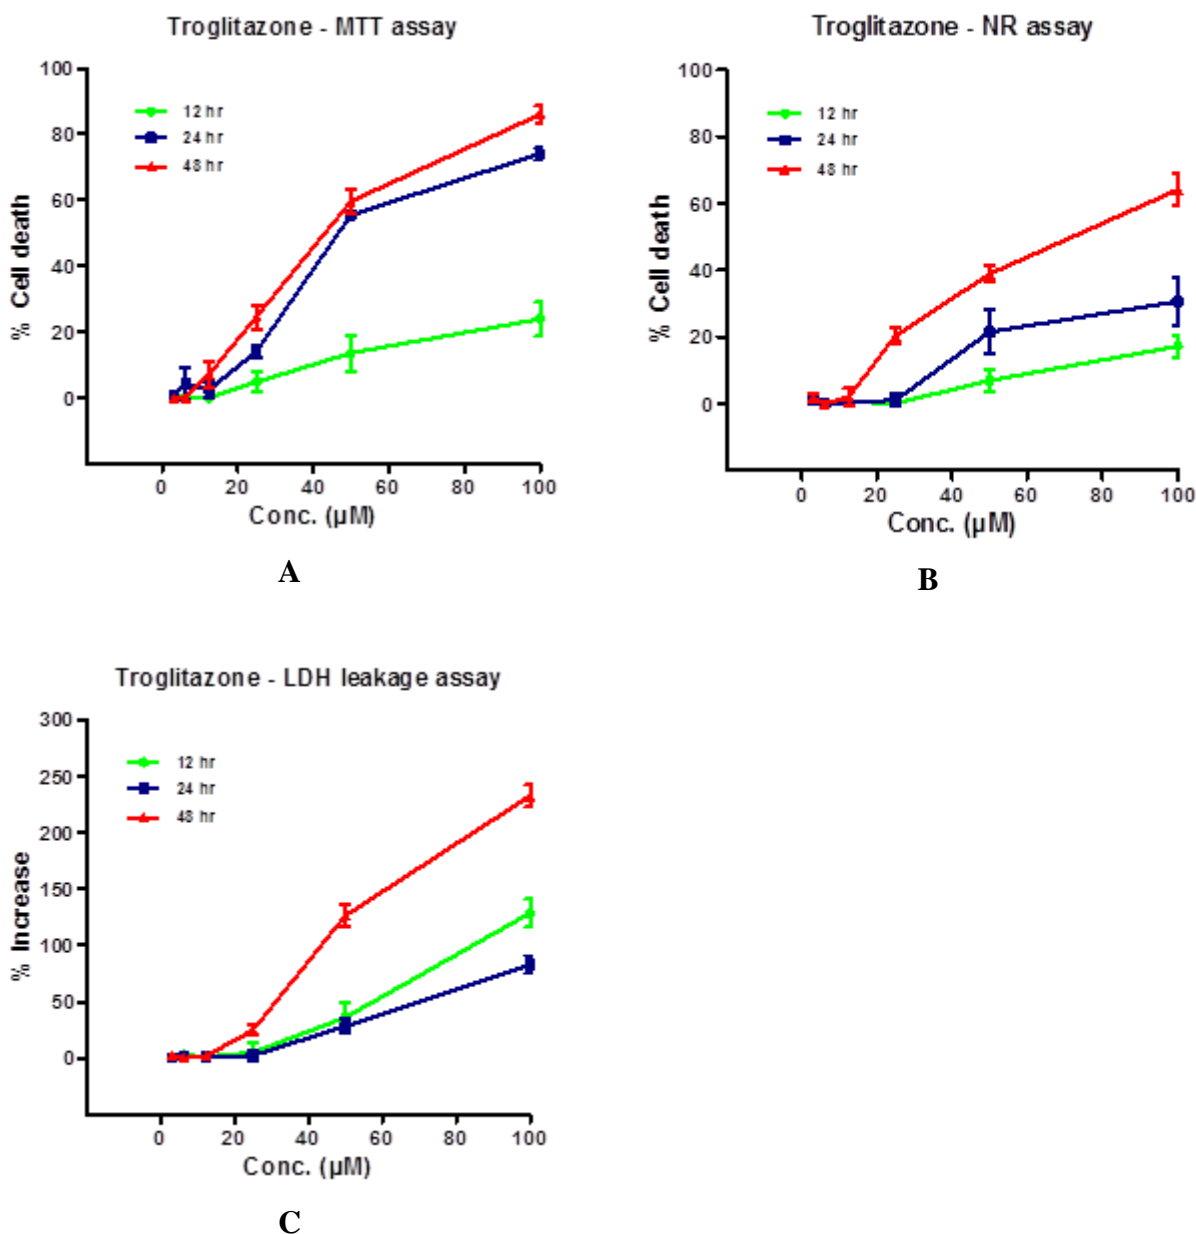 Troglitazone - MTT assay
% Cell death
100
80
60
40
20
0
12 hr
24 hr
48 hr
0 20 40 60 80 100
Conc. (μM)
A
Troglitazone - NR assay
% Cell death
100
80
60
40
20
0
12 hr
24 hr
48 hr
0 20 40 60 80 100
Conc. (μM)
B
Troglitazone - LDH leakage assay
% Increase
300
250
200
150
100
50
0
12 hr
24 hr
48 hr
0 20 40 60 80 100
Conc. (μM)
C